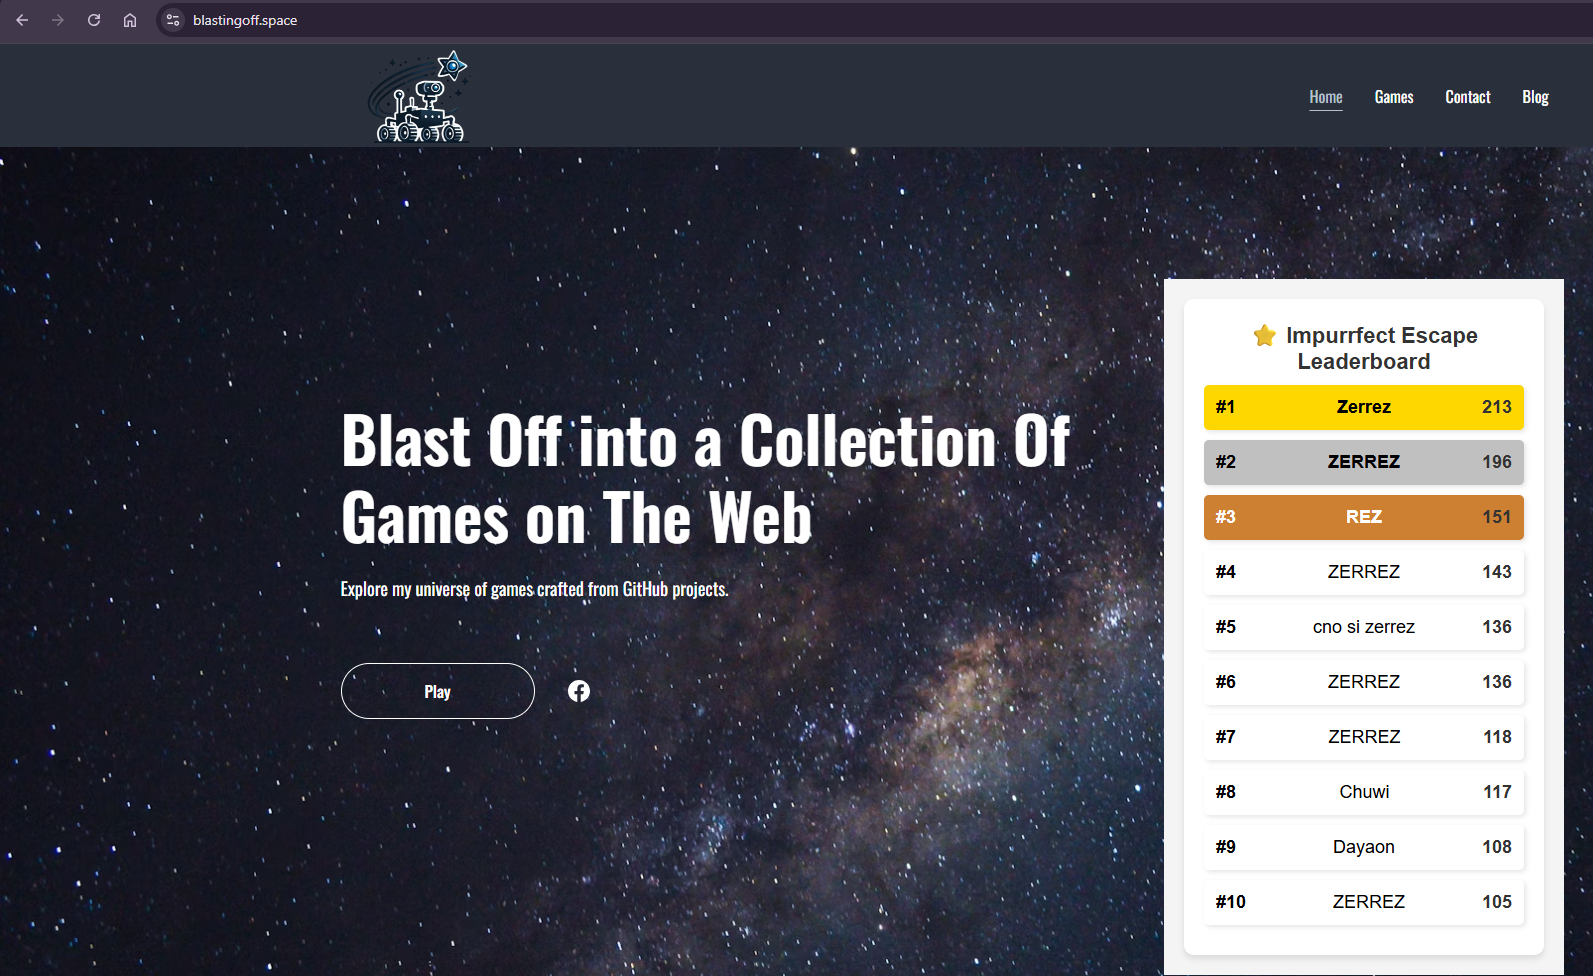 blastingoff.space
Home Games Contact Blog
Blast Off into a Collection Of
Games on The Web
Explore my universe of games crafted from GitHub projects.
Play
Impurrfect Escape
Leaderboard
#1 Zerrez 213
#2 ZERREZ 196
#3 REZ 151
#4 ZERREZ 143
#5 cno si zerrez 136
#6 ZERREZ 136
#7 ZERREZ 118
#8 Chuwi 117
#9 Dayaon 108
#10 ZERREZ 105